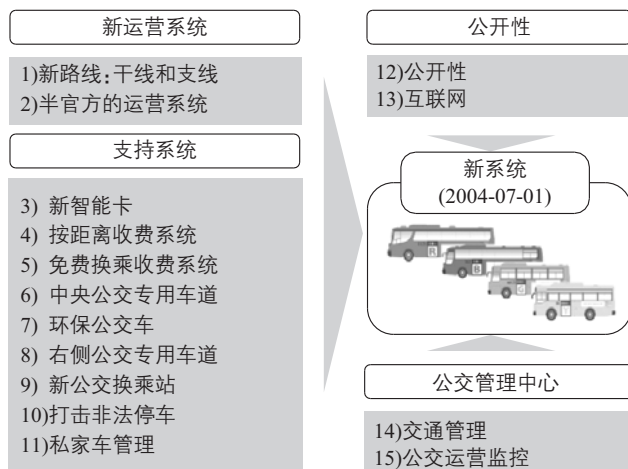 新运营系统
1)新路线:干线和支线
2)半官方的运营系统
支持系统
3) 新智能卡
4) 按距离收费系统
5) 免费换乘收费系统
6) 中央公交专用车道
7) 环保公交车
8) 右侧公交专用车道
9) 新公交换乘站
10)打击非法停车
11)私家车管理
公开性
12)公开性
13)互联网
新系统
(2004-07-01)
R
B
G
Y
公交管理中心
14)交通管理
15)公交运营监控